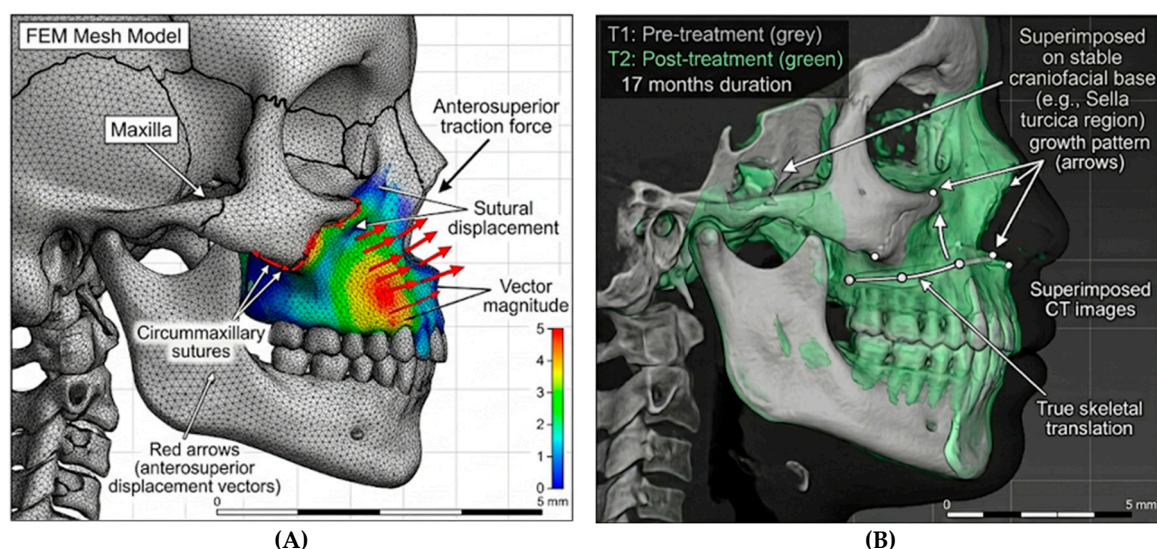 FEM Mesh Model
Maxilla
Anterosuperior
traction force
Sutural
displacement
Vector
magnitude
Circummaxillary
sutures
Red arrows
(anterosuperior
displacement vectors)
5
4
3
2
1
0
mm
0
5 mm
(A)
T1: Pre-treatment (grey)
T2: Post-treatment (green)
17 months duration
Superimposed
on stable
craniofacial base
(e.g., Sella
turcica region)
growth pattern
(arrows)
Superimposed
CT images
True skeletal
translation
5 mm
(B)